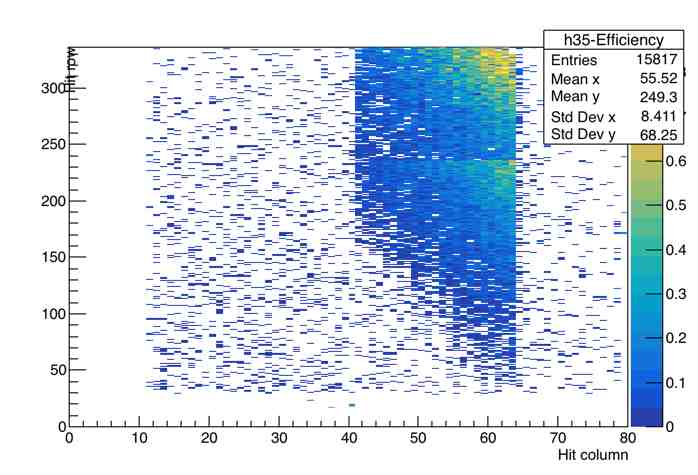 h35-Efficiency
Entries 15817
Mean x 55.52
Mean y 249.3
Std Dev x 8.411
Std Dev y 68.25
Hit row
300
250
200
150
100
50
0
0.6
0.5
0.4
0.3
0.2
0.1
0
0 10 20 30 40 50 60 70 80
Hit column